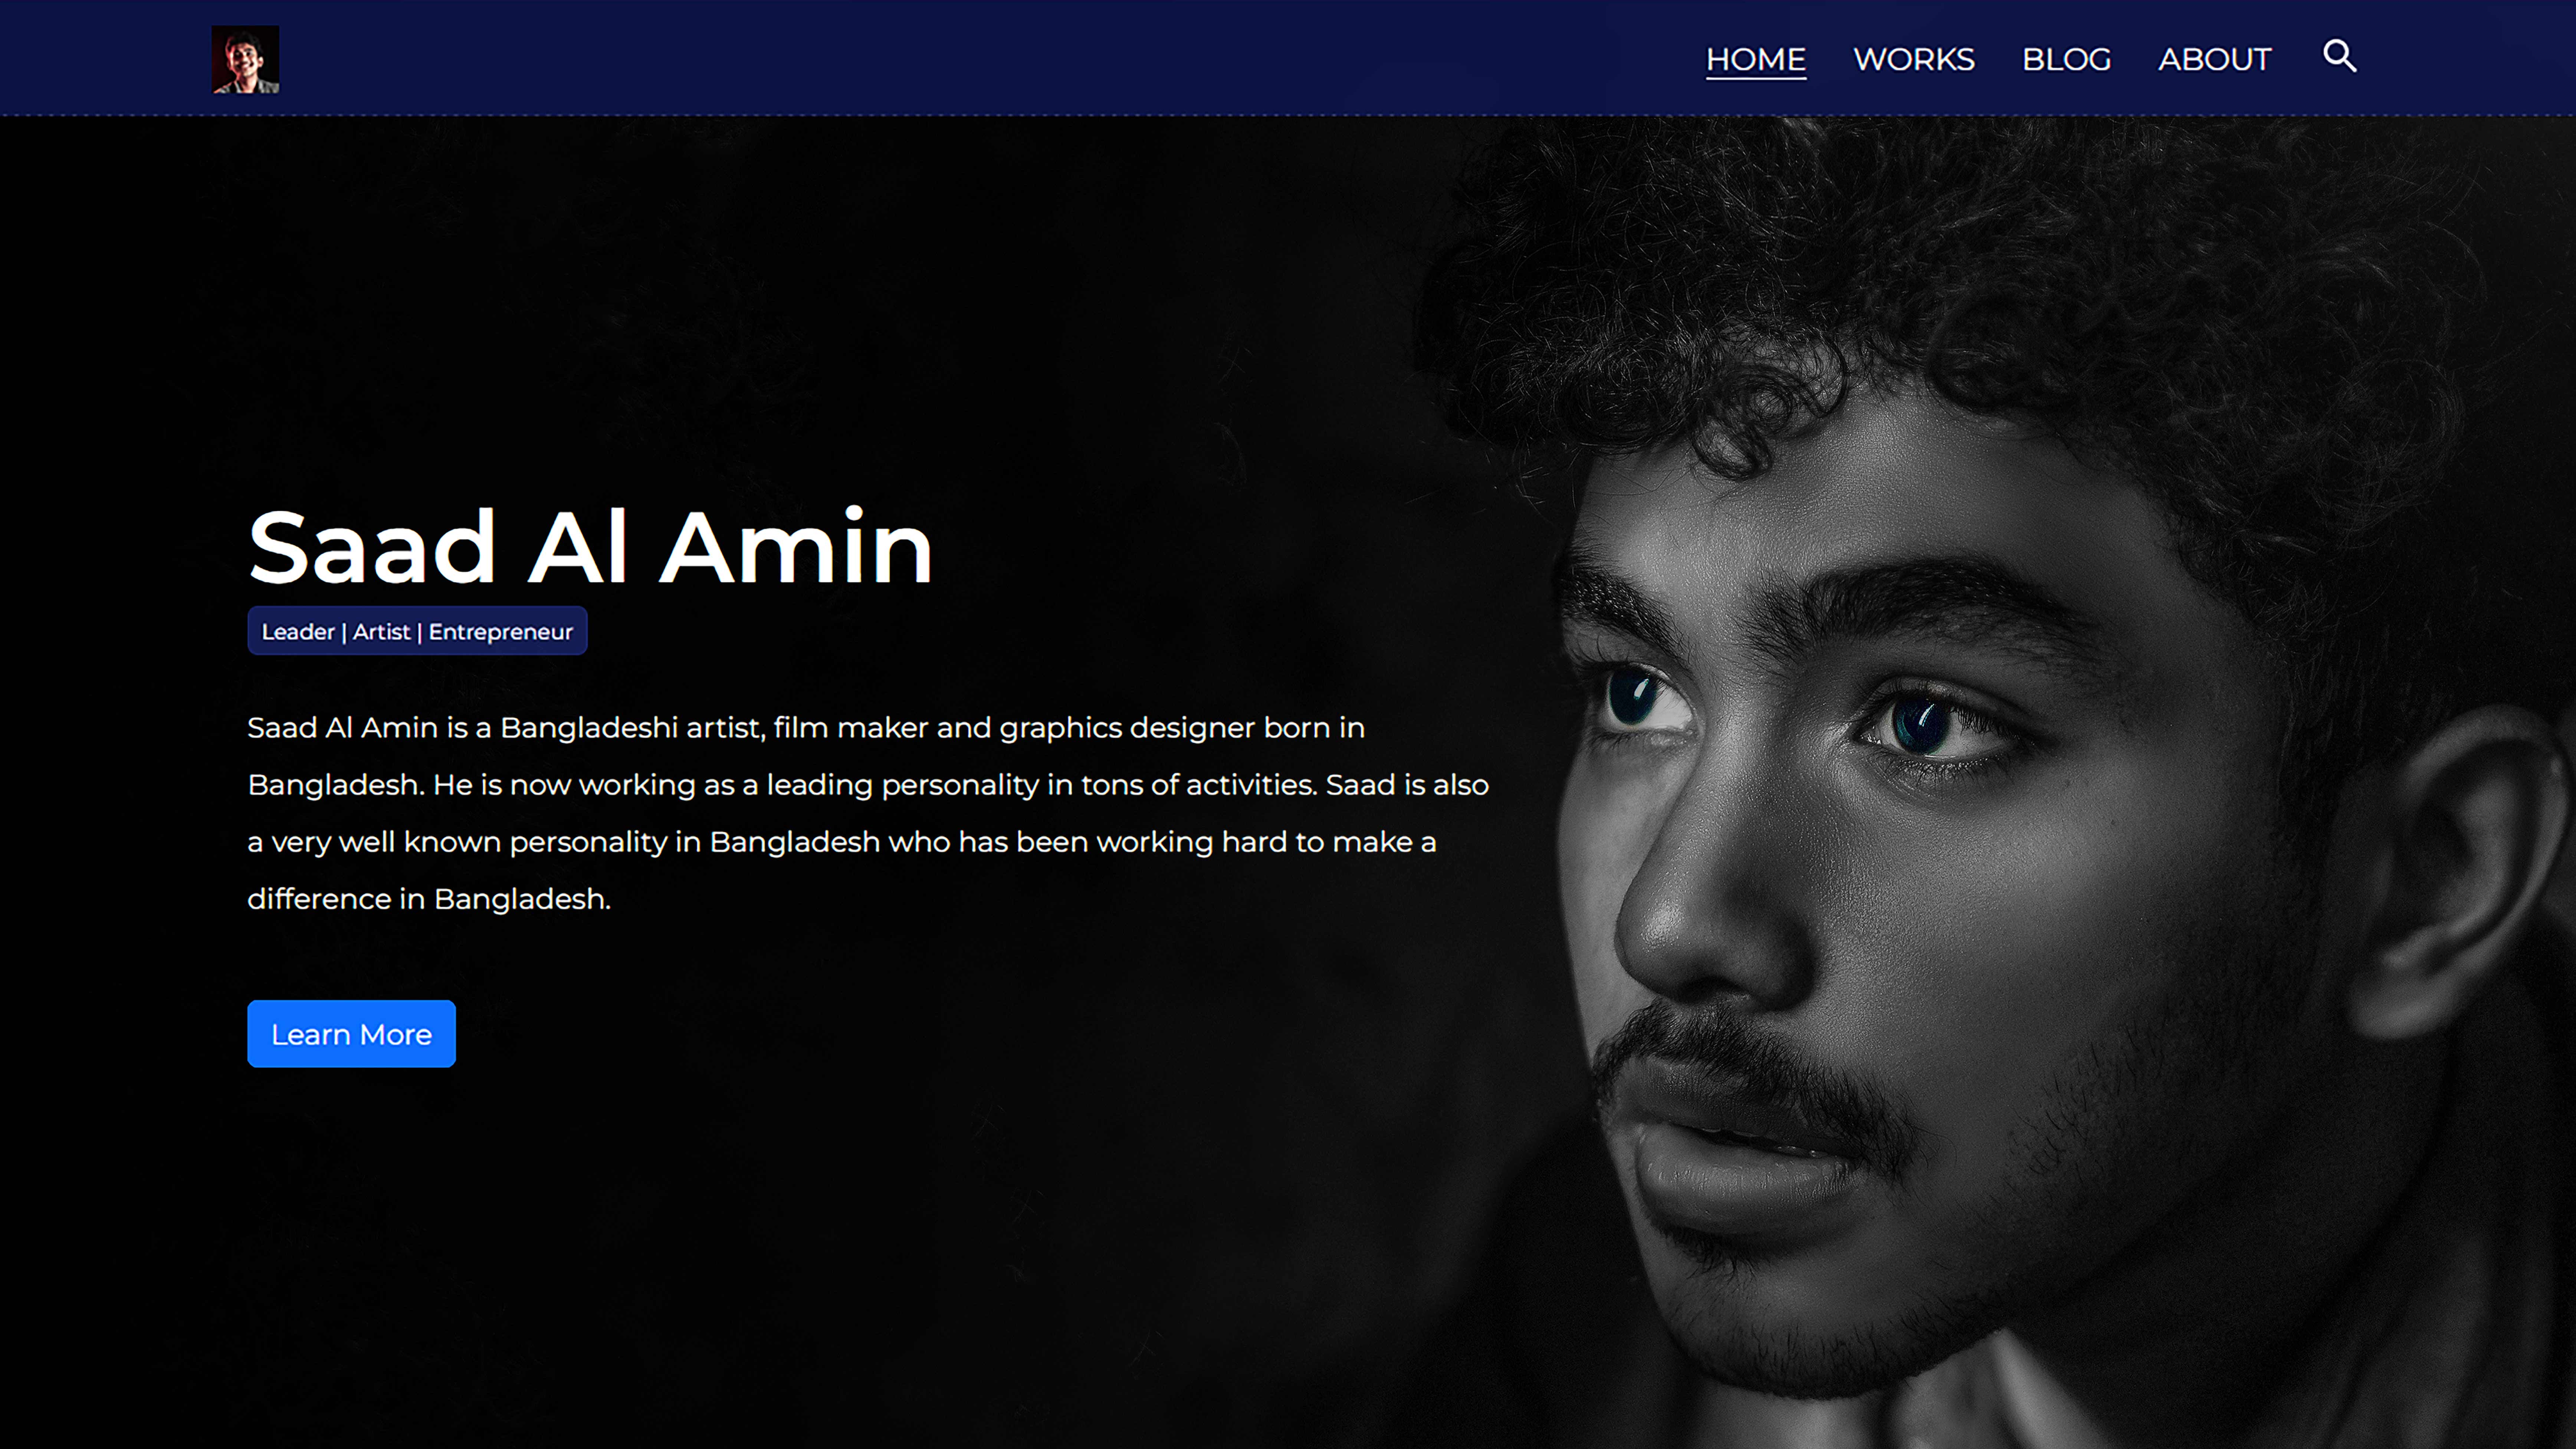 HOME WORKS BLOG ABOUT
Saad Al Amin
Leader | Artist | Entrepreneur
Saad Al Amin is a Bangladeshi artist, film maker and graphics designer born in
Bangladesh. He is now working as a leading personality in tons of activities. Saad is also
a very well known personality in Bangladesh who has been working hard to make a
difference in Bangladesh.
Learn More